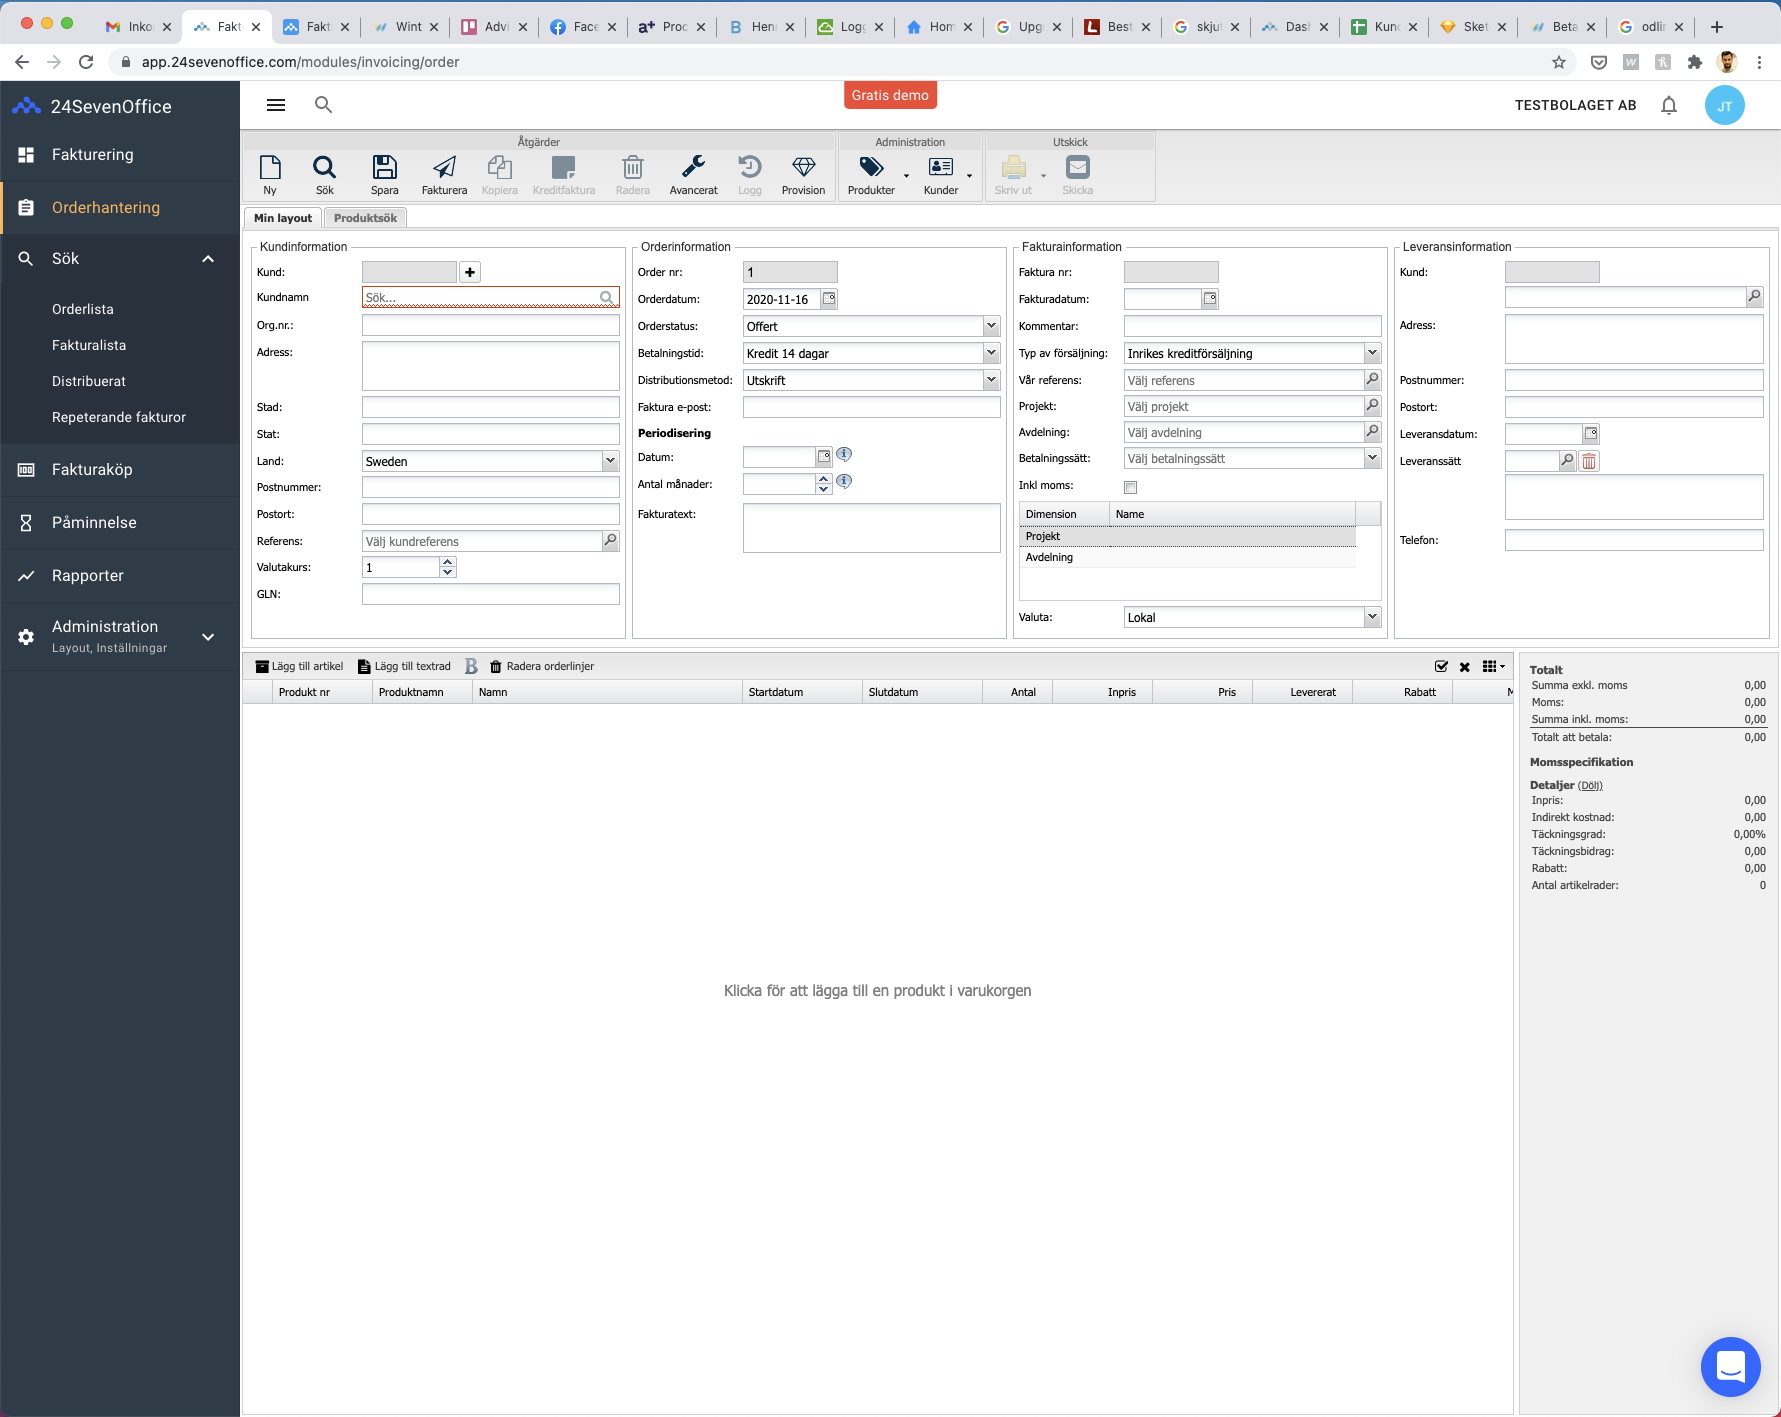 Inko
Fakt
Fakt
Wint
Advi
Face
Proc
Henr
Logg
Hom
Upg
Best
skjut
Dash
Kund
Sket
Beta
odlin
app.24sevenoffice.com/modules/invoicing/order
24SevenOffice
Gratis demo
TESTBOLAGET AB
JT
Fakturering
Orderhantering
Sök
Orderlista
Fakturalista
Distribuerat
Repeterande fakturor
Fakturaköp
Påminnelse
Rapporter
Administration
Layout, Inställningar
Åtgärder
Ny
Sök
Spara
Fakturera
Kopiera
Kreditfaktura
Radera
Avancerat
Logg
Provision
Administration
Produkter
Kunder
Utskick
Skriv ut
Skicka
Min layout
Produktsök
Kundinformation
Kund:
Kundnamn
Sök...
Org.nr.:
Adress:
Stad:
Stat:
Land:
Sweden
Postnummer:
Postort:
Referens:
Välj kundreferens
Valutakurs:
1
GLN:
Orderinformation
Order nr:
1
Orderdatum:
2020-11-16
Orderstatus:
Offert
Betalningstid:
Kredit 14 dagar
Distributionsmetod:
Utskrift
Faktura e-post:
Periodisering
Datum:
Antal månader:
Fakturatext:
Fakturainformation
Faktura nr:
Fakturadatum:
Kommentar:
Typ av försäljning:
Inrikes kreditförsäljning
Vår referens:
Välj referens
Projekt:
Välj projekt
Avdelning:
Välj avdelning
Betalningssätt:
Välj betalningssätt
Inkl moms:
Dimension
Name
Projekt
Avdelning
Valuta:
Lokal
Leveransinformation
Kund:
Adress:
Postnummer:
Postort:
Leveransdatum:
Leveranssätt
Telefon:
Lägg till artikel
Lägg till textrad
B
Radera orderlinjer
Produkt nr
Produktnamn
Namn
Startdatum
Slutdatum
Antal
Inpris
Pris
Levererat
Rabatt
M
Klicka för att lägga till en produkt i varukorgen
Totalt
Summa exkl. moms 0,00
Moms: 0,00
Summa inkl. moms: 0,00
Totalt att betala: 0,00
Momsspecifikation
Detaljer (Dölj)
Inpris: 0,00
Indirekt kostnad: 0,00
Täckningsgrad: 0,00%
Täckningsbidrag: 0,00
Rabatt: 0,00
Antal artikelrader: 0